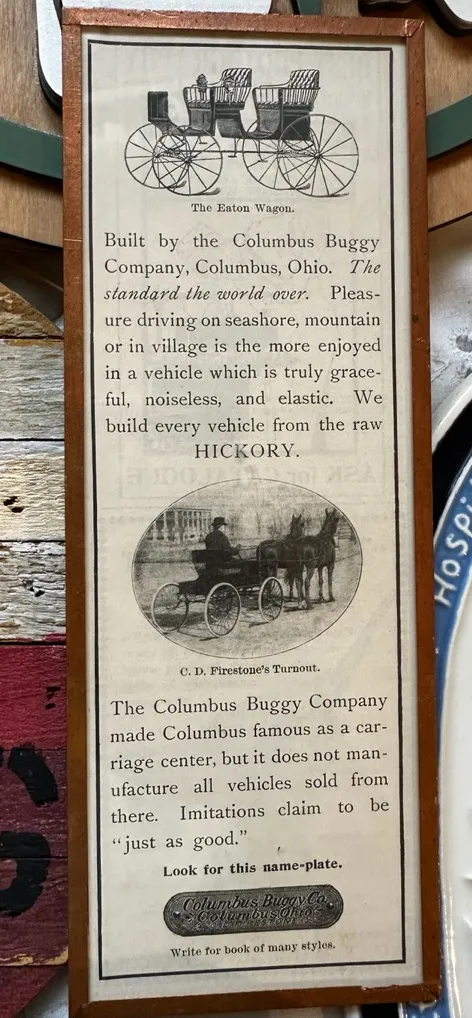 The Eaton Wagon.
Built by the Columbus Buggy
Company, Columbus, Ohio. The
standard the world over. Pleas-
ure driving on seashore, mountain
or in village is the more enjoyed
in a vehicle which is truly grace-
ful, noiseless, and elastic. We
build every vehicle from the raw
HICKORY.
C. D. Firestone's Turnout.
The Columbus Buggy Company
made Columbus famous as a car-
riage center, but it does not man-
ufacture all vehicles sold from
there. Imitations claim to be
"just as good."
Look for this name-plate.
Columbus Buggy Co.
Columbus Ohio
Write for book of many styles.
Hospi